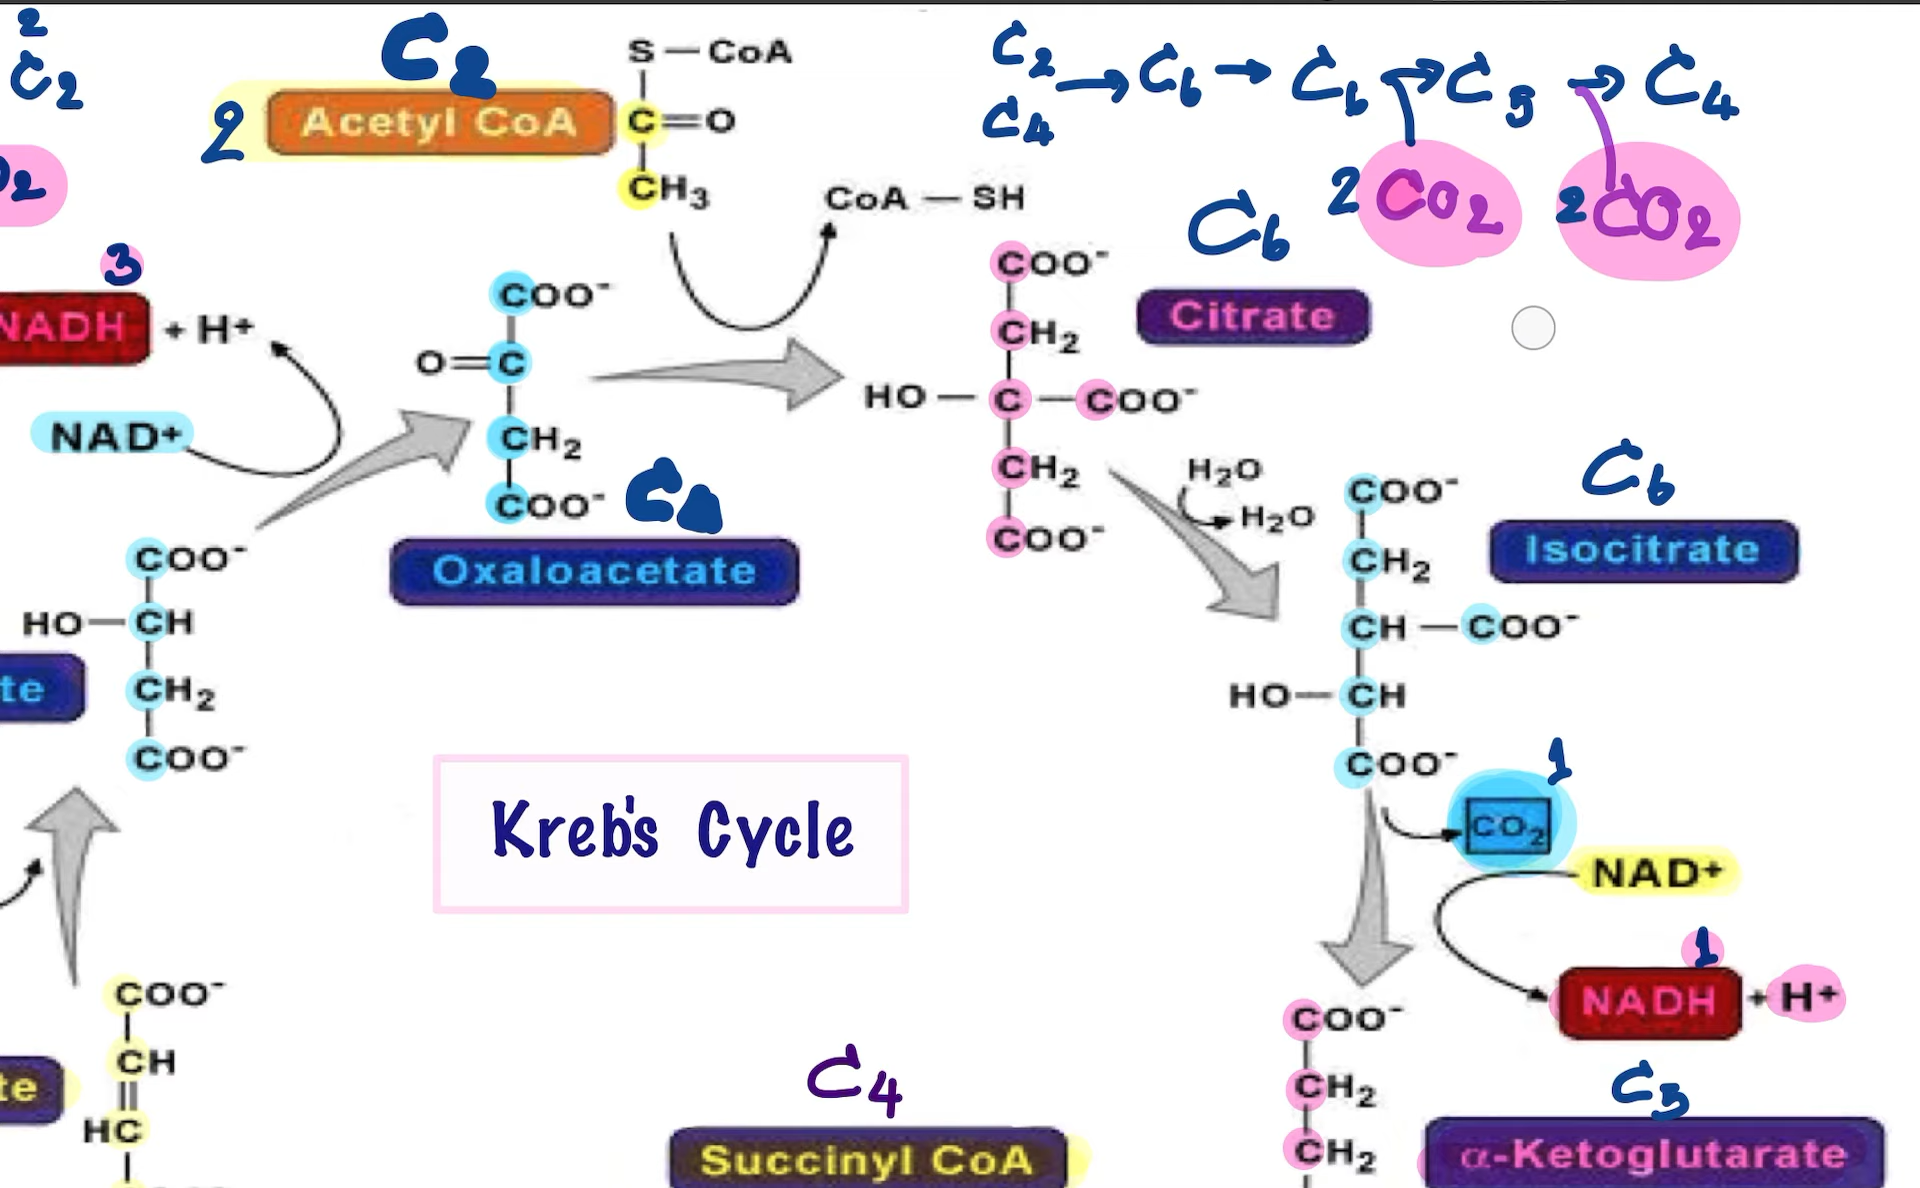 2
C2
C2
S — CoA
2 Acetyl CoA
C=O
CH3
C2
C4 → C6 → C6 → C5 → C4
2 CO2 2 CO2
O2
CoA — SH
C6
3
NADH + H+
NAD+
COO-
O=C
CH2
COO-
C4
Oxaloacetate
COO-
CH2
HO — C — COO-
CH2
COO-
Citrate
H2O
H2O
C6
Isocitrate
COO-
CH2
CH — COO-
HO — CH
COO-
COO-
HO — CH
CH2
COO-
te
Kreb's Cycle
1
CO2
NAD+
1
NADH + H+
COO-
CH
HC
te
C4
Succinyl CoA
COO-
CH2
CH2
C5
α-Ketoglutarate